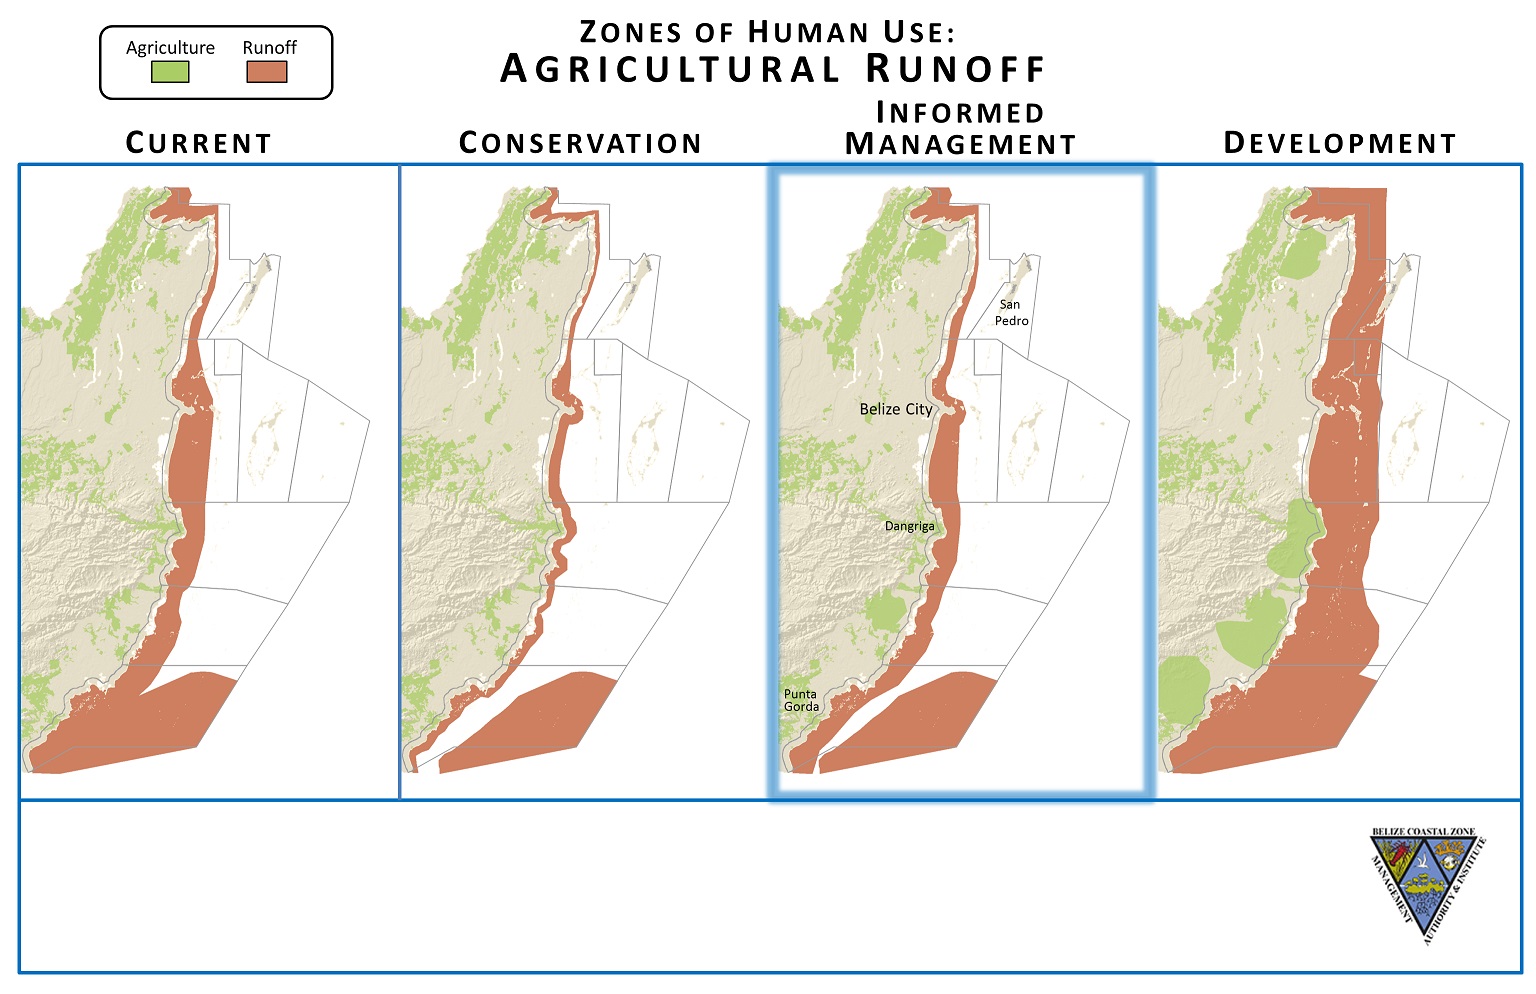 ZONES OF HUMAN USE:
AGRICULTURAL RUNOFF
Agriculture Runoff
CURRENT
CONSERVATION
INFORMED
MANAGEMENT
DEVELOPMENT
San
Pedro
Belize City
Dangriga
Punta
Gorda
BELIZE COASTAL ZONE
MANAGEMENT
AUTHORITY & INSTITUTE